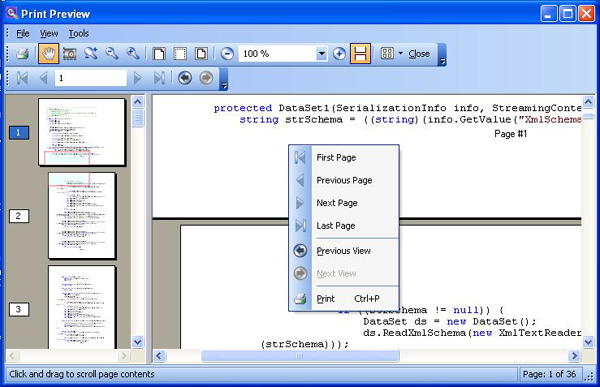 Print Preview
File View Tools
100 % Close
1
protected DataSet1(SerializationInfo info, StreamingConte
string strSchema = ((string)(info.GetValue("XmlSchema
Page #1
1
2
3
First Page
Previous Page
Next Page
Last Page
Previous View
Next View
Print Ctrl+P
!= null)) {
DataSet ds = new DataSet();
ds.ReadXmlSchema(new XmlTextReader
(strSchema)));
Click and drag to scroll page contents
Page: 1 of 36